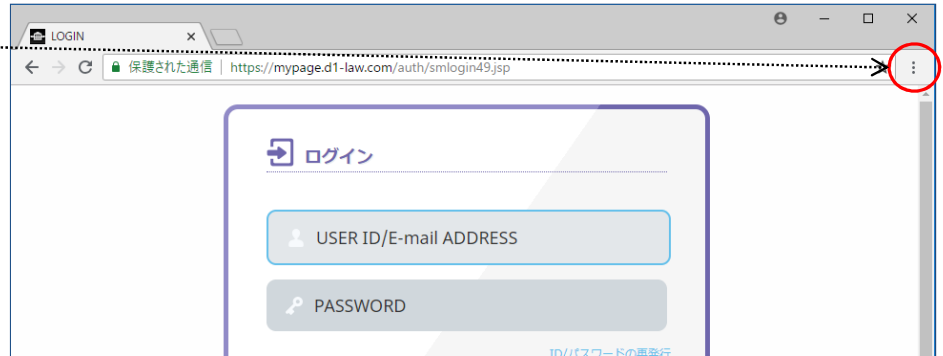 LOGIN
保護された通信 | https://mypage.d1-law.com/auth/smlogin49.jsp
ログイン
USER ID/E-mail ADDRESS
PASSWORD
ID/パスワードの再発行